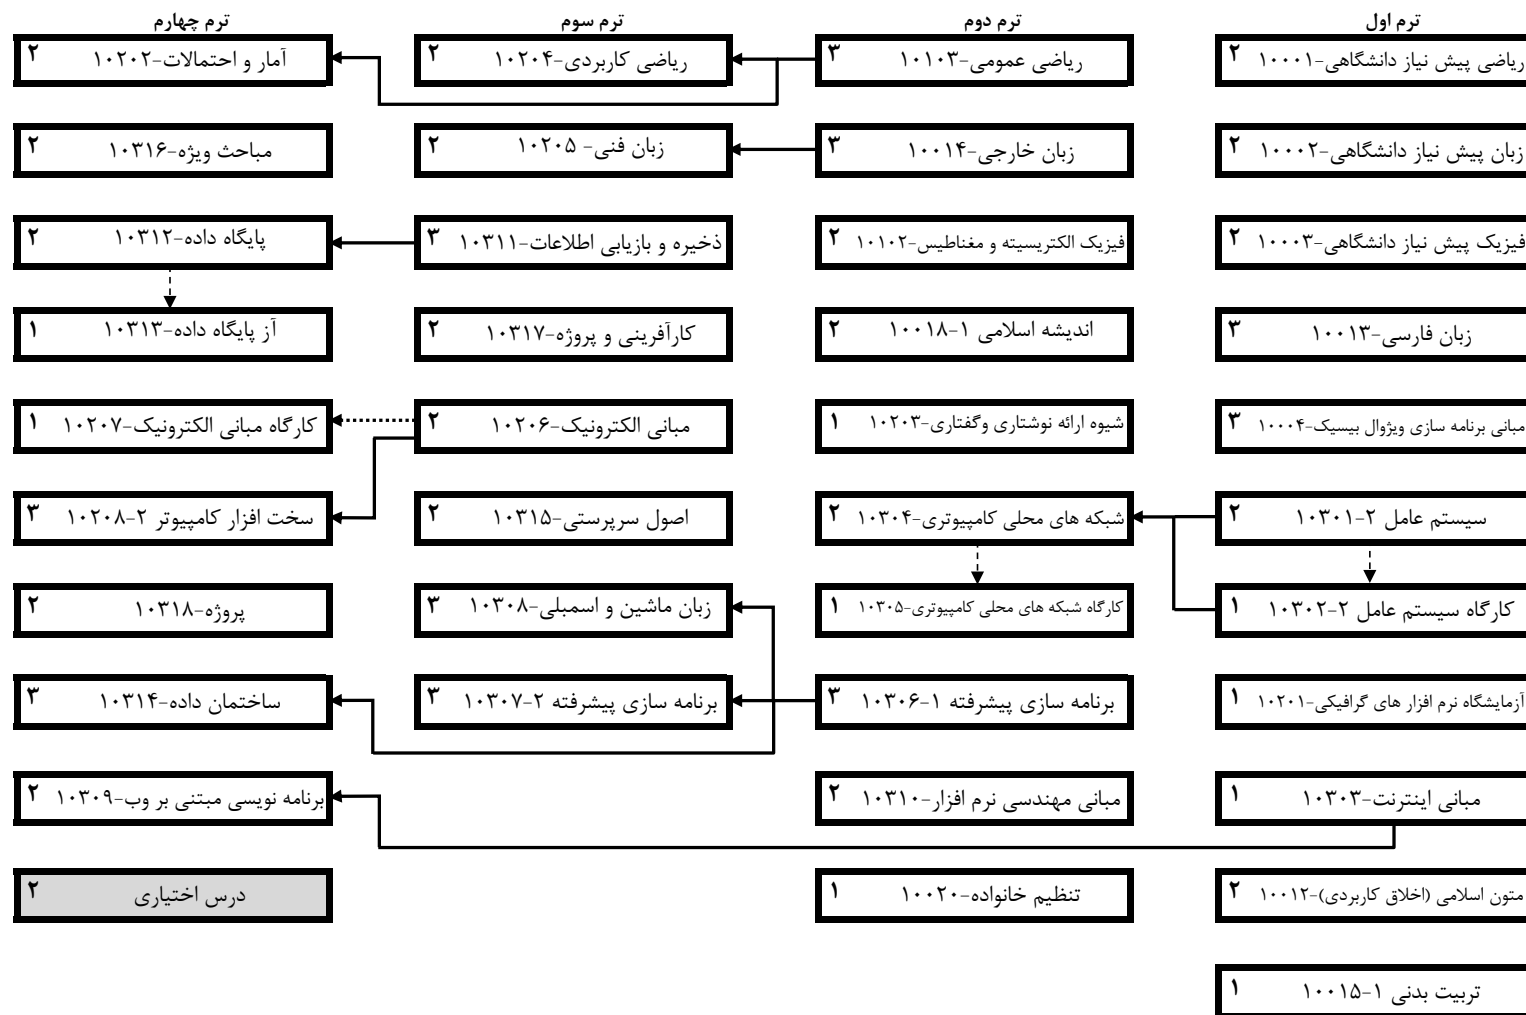 ترم اول
ترم دوم
ترم سوم
ترم چهارم
ریاضی پیش نیاز دانشگاهی-۱۰۰۰۱ ۲
ریاضی عمومی-۱۰۱۰۳ ۳
ریاضی کاربردی-۱۰۲۰۴ ۲
آمار و احتمالات-۱۰۲۰۲ ۲
زبان پیش نیاز دانشگاهی-۱۰۰۰۲ ۲
زبان خارجی-۱۰۰۱۴ ۳
زبان فنی- ۱۰۲۰۵ ۲
مباحث ویژه-۱۰۳۱۶ ۲
فیزیک پیش نیاز دانشگاهی-۱۰۰۰۳ ۲
فیزیک الکتریسیته و مغناطیس-۱۰۱۰۲ ۲
ذخیره و بازیابی اطلاعات-۱۰۳۱۱ ۳
پایگاه داده-۱۰۳۱۲ ۲
زبان فارسی-۱۰۰۱۳ ۳
اندیشه اسلامی ۱-۱۰۰۱۸ ۲
کارآفرینی و پروژه-۱۰۳۱۷ ۲
آز پایگاه داده-۱۰۳۱۳ ۱
مبانی برنامه سازی ویژوال بیسیک-۱۰۰۰۴ ۳
شیوه ارائه نوشتاری وگفتاری-۱۰۲۰۳ ۱
مبانی الکترونیک-۱۰۲۰۶ ۲
کارگاه مبانی الکترونیک-۱۰۲۰۷ ۱
سیستم عامل ۲-۱۰۳۰۱ ۲
شبکه های محلی کامپیوتری-۱۰۳۰۴ ۲
اصول سرپرستی-۱۰۳۱۵ ۲
سخت افزار کامپیوتر ۲-۱۰۲۰۸ ۳
کارگاه سیستم عامل ۲-۱۰۳۰۲ ۱
کارگاه شبکه های محلی کامپیوتری-۱۰۳۰۵ ۱
زبان ماشین و اسمبلی-۱۰۳۰۸ ۳
پروژه-۱۰۳۱۸ ۲
آزمایشگاه نرم افزار های گرافیکی-۱۰۲۰۱ ۱
برنامه سازی پیشرفته ۱-۱۰۳۰۶ ۳
برنامه سازی پیشرفته ۲-۱۰۳۰۷ ۳
ساختمان داده-۱۰۳۱۴ ۳
مبانی اینترنت-۱۰۳۰۳ ۱
مبانی مهندسی نرم افزار-۱۰۳۱۰ ۲
برنامه نویسی مبتنی بر وب-۱۰۳۰۹ ۲
متون اسلامی (اخلاق کاربردی)-۱۰۰۱۲ ۲
تنظیم خانواده-۱۰۰۲۰ ۱
درس اختیاری ۲
تربیت بدنی ۱-۱۰۰۱۵ ۱